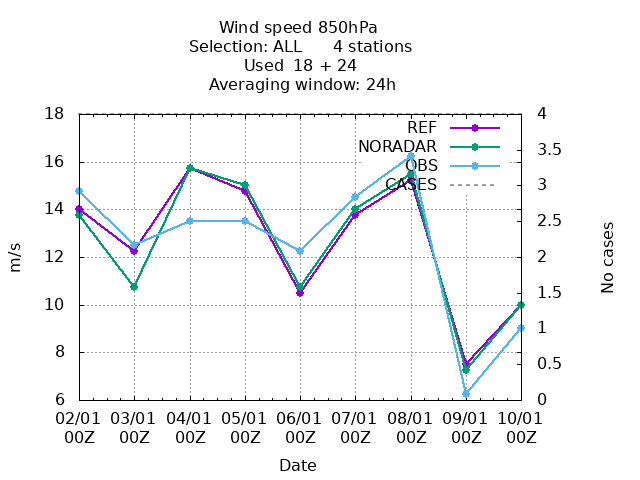 Wind speed 850hPa
Selection: ALL 4 stations
Used 18 + 24
Averaging window: 24h
18 4
REF
NORADAR 3.5
16
OBS
CASES 3
14
2.5
m/s 12 2 No cases
1.5
10
1
8
0.5
6 0
02/01 03/01 04/01 05/01 06/01 07/01 08/01 09/01 10/01
00Z 00Z 00Z 00Z 00Z 00Z 00Z 00Z 00Z
Date